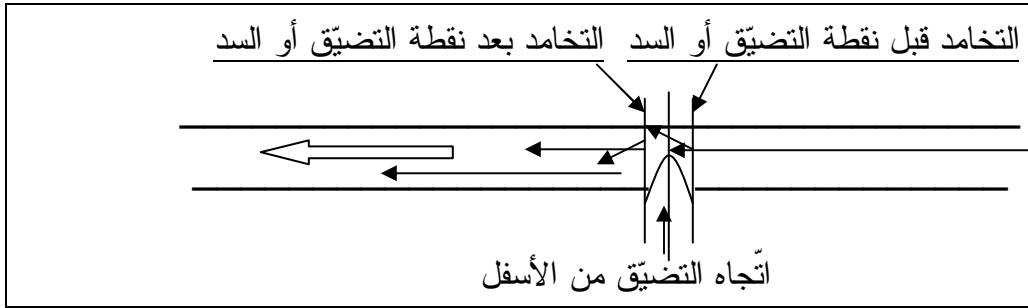 التخامد قبل نقطة التضيّق أو السد
التخامد بعد نقطة التضيّق أو السد
اتّجاه التضيّق من الأسفل